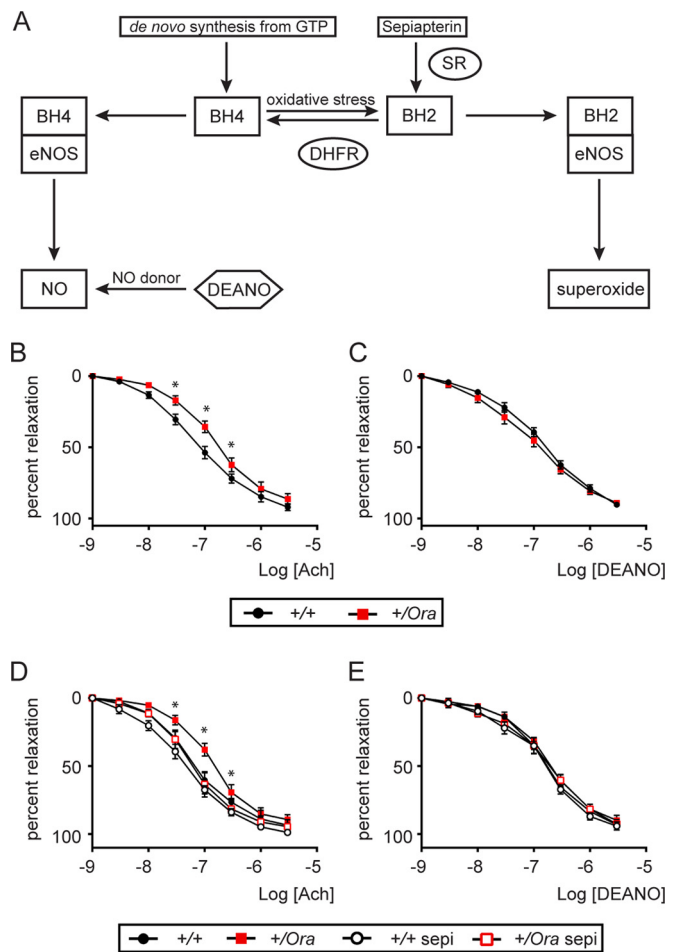 A
de novo synthesis from GTP
Sepiapterin
SR
BH4
eNOS
BH4
oxidative stress
DHFR
BH2
BH2
eNOS
NO
NO donor
DEANO
superoxide
B
percent relaxation
0
50
100
* * *
-9 -8 -7 -6 -5
Log [Ach]
C
percent relaxation
0
50
100
-9 -8 -7 -6 -5
Log [DEANO]
+/+ +/Ora
D
percent relaxation
0
50
100
* * *
-9 -8 -7 -6 -5
Log [Ach]
E
percent relaxation
0
50
100
-9 -8 -7 -6 -5
Log [DEANO]
+/+ +/Ora +/+ sepi +/Ora sepi